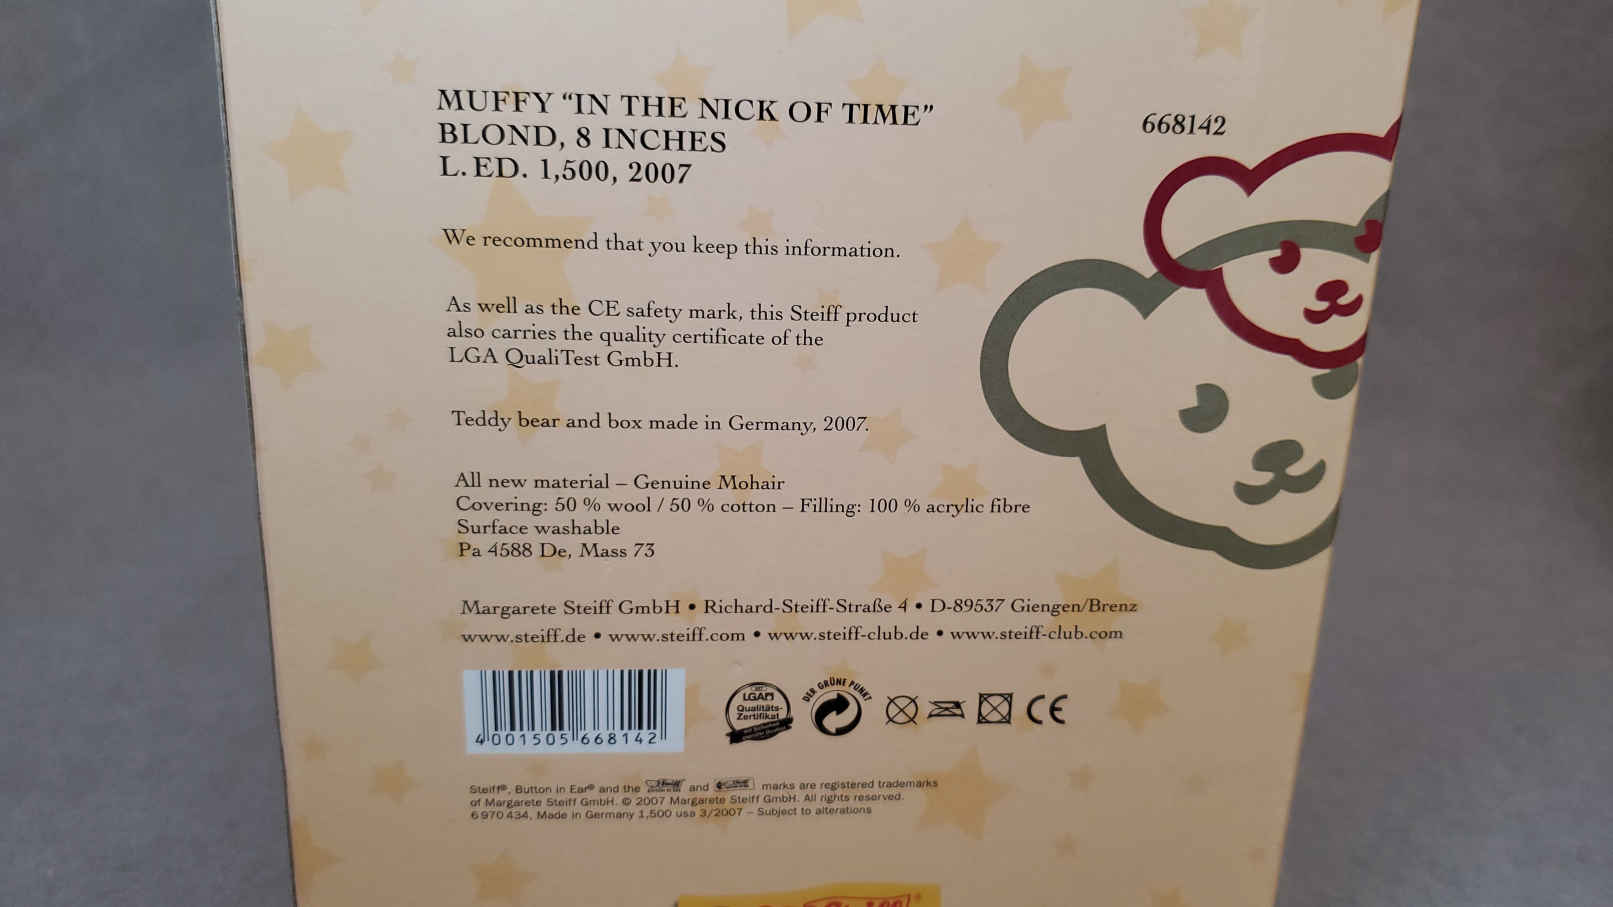 MUFFY “IN THE NICK OF TIME”
BLOND, 8 INCHES
L. ED. 1,500, 2007
668142
We recommend that you keep this information.
As well as the CE safety mark, this Steiff product
also carries the quality certificate of the
LGA QualiTest GmbH.
Teddy bear and box made in Germany, 2007.
All new material – Genuine Mohair
Covering: 50 % wool / 50 % cotton – Filling: 100 % acrylic fibre
Surface washable
Pa 4588 De, Mass 73
Margarete Steiff GmbH • Richard-Steiff-Straße 4 • D-89537 Giengen/Brenz
www.steiff.de • www.steiff.com • www.steiff-club.de • www.steiff-club.com
4 001505 668142
LGA
Qualitäts-
Zertifikat
DER GRÜNE PUNKT
CE
Steiff®, Button in Ear® and the Steiff and Steiff marks are registered trademarks
of Margarete Steiff GmbH. © 2007 Margarete Steiff GmbH. All rights reserved.
6 970 434, Made in Germany 1,500 usa 3/2007 – Subject to alterations